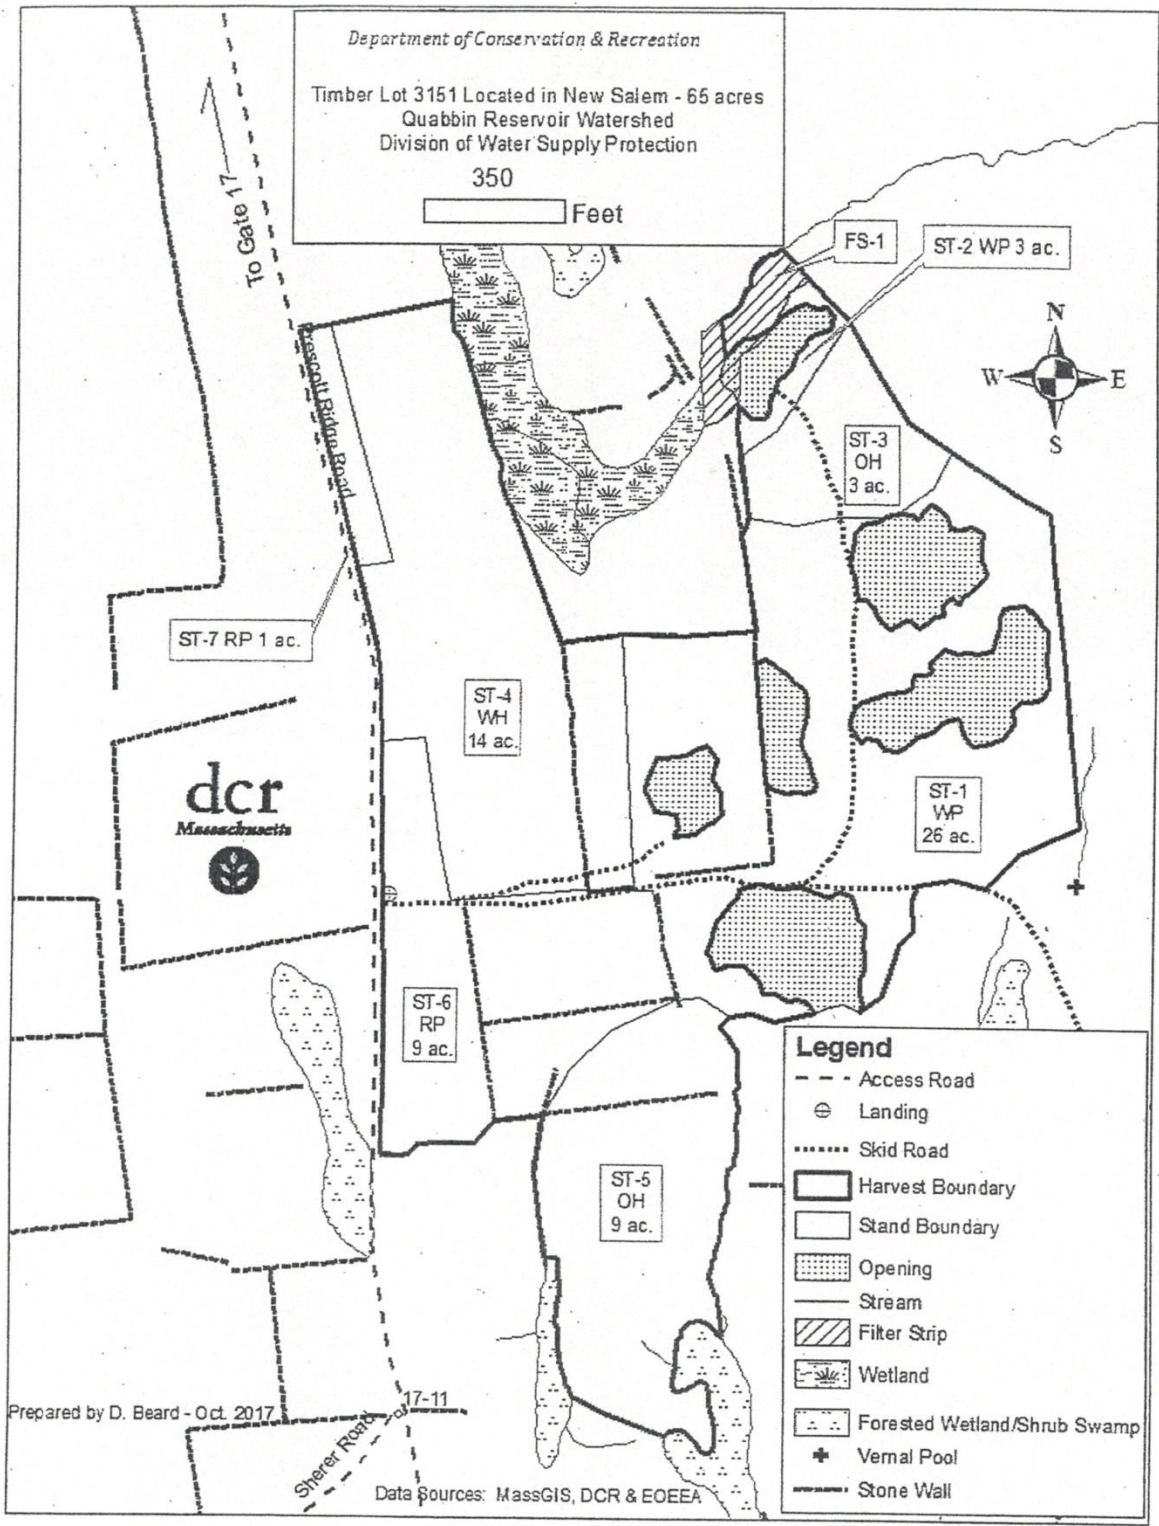 Department of Conservation & Recreation
Timber Lot 3151 Located in New Salem - 65 acres
Quabbin Reservoir Watershed
Division of Water Supply Protection
350
Feet
To Gate 17
FS-1
ST-2 WP 3 ac.
N
W
E
S
Prescott Ridge Road
ST-3
OH
3 ac.
ST-7 RP 1 ac.
ST-4
WH
14 ac.
dcr
Massachusetts
ST-1
WP
26 ac.
ST-6
RP
9 ac.
ST-5
OH
9 ac.
Legend
Access Road
Landing
Skid Road
Harvest Boundary
Stand Boundary
Opening
Stream
Filter Strip
Wetland
Forested Wetland/Shrub Swamp
Vernal Pool
Stone Wall
17-11
Prepared by D. Beard - Oct. 2017
Sherer Road
Data Sources: MassGIS, DCR & EOEEA